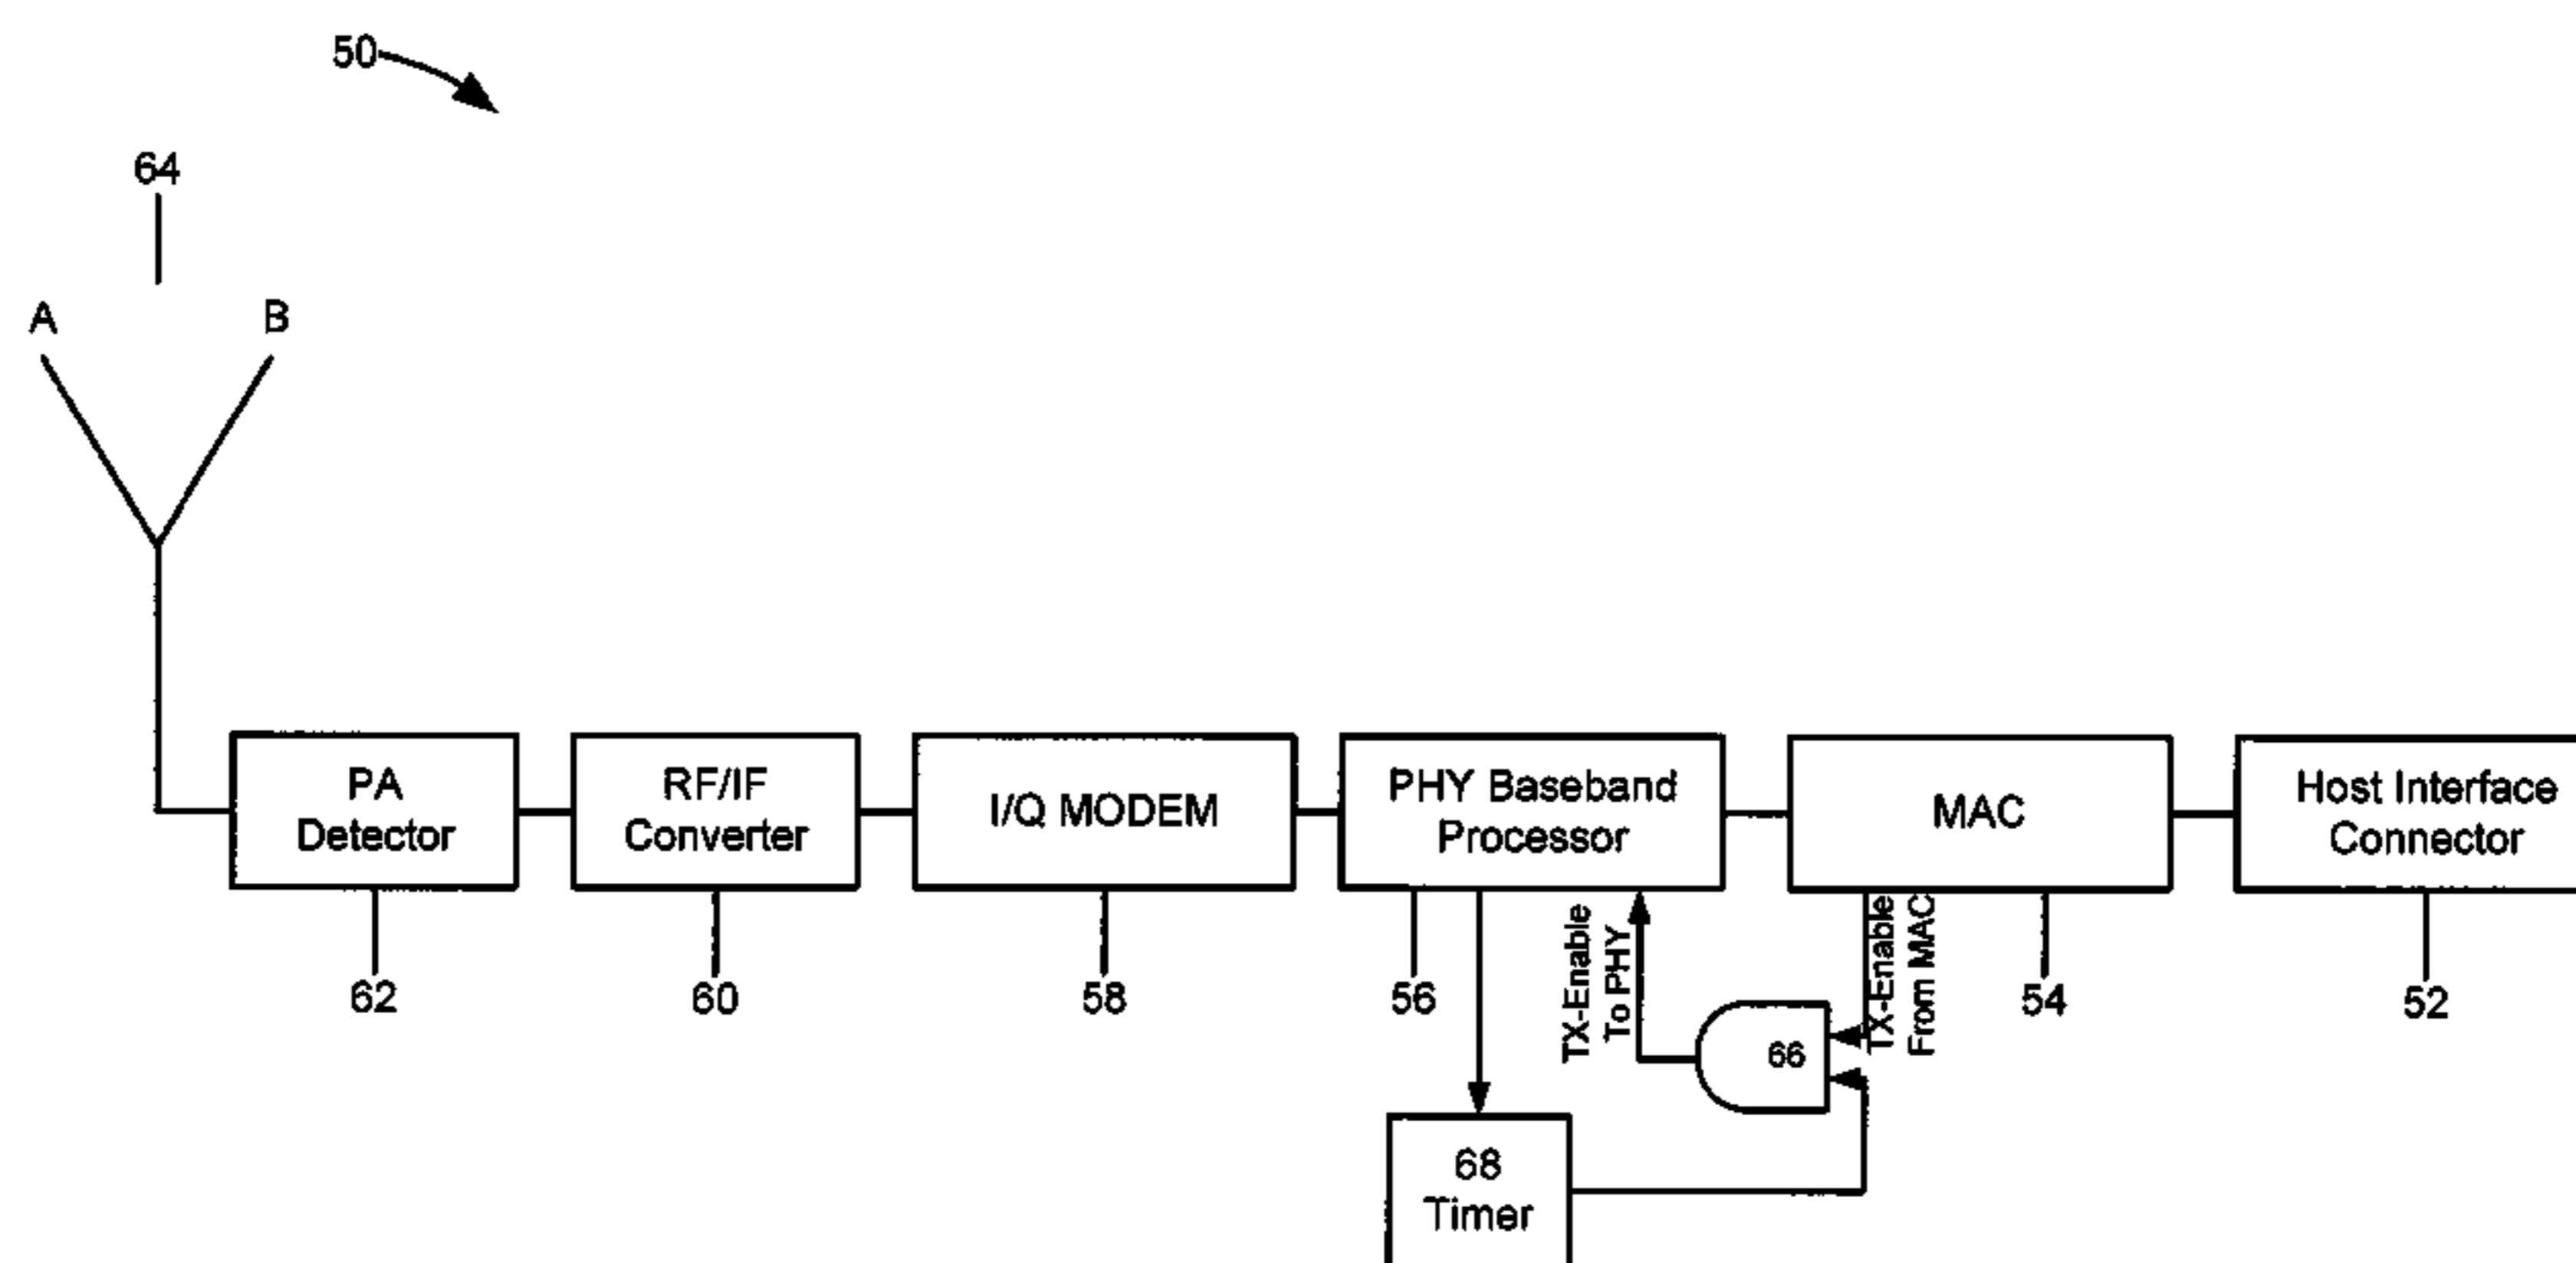 50
64
A
B
PA
Detector
RF/IF
Converter
I/Q MODEM
PHY Baseband
Processor
MAC
Host Interface
Connector
62
60
58
56
TX-Enable
To PHY
TX-Enable
From MAC
54
52
66
68
Timer